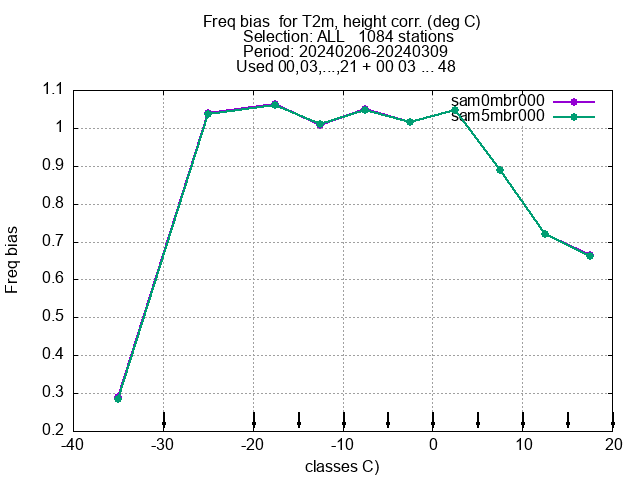 Freq bias  for T2m, height corr. (deg C)
Selection: ALL   1084 stations
Period: 20240206-20240309
Used 00,03,...,21 + 00 03 ... 48
sam0mbr000
sam5mbr000
Freq bias
1.1
1
0.9
0.8
0.7
0.6
0.5
0.4
0.3
0.2
-40
-30
-20
-10
0
10
20
classes C)